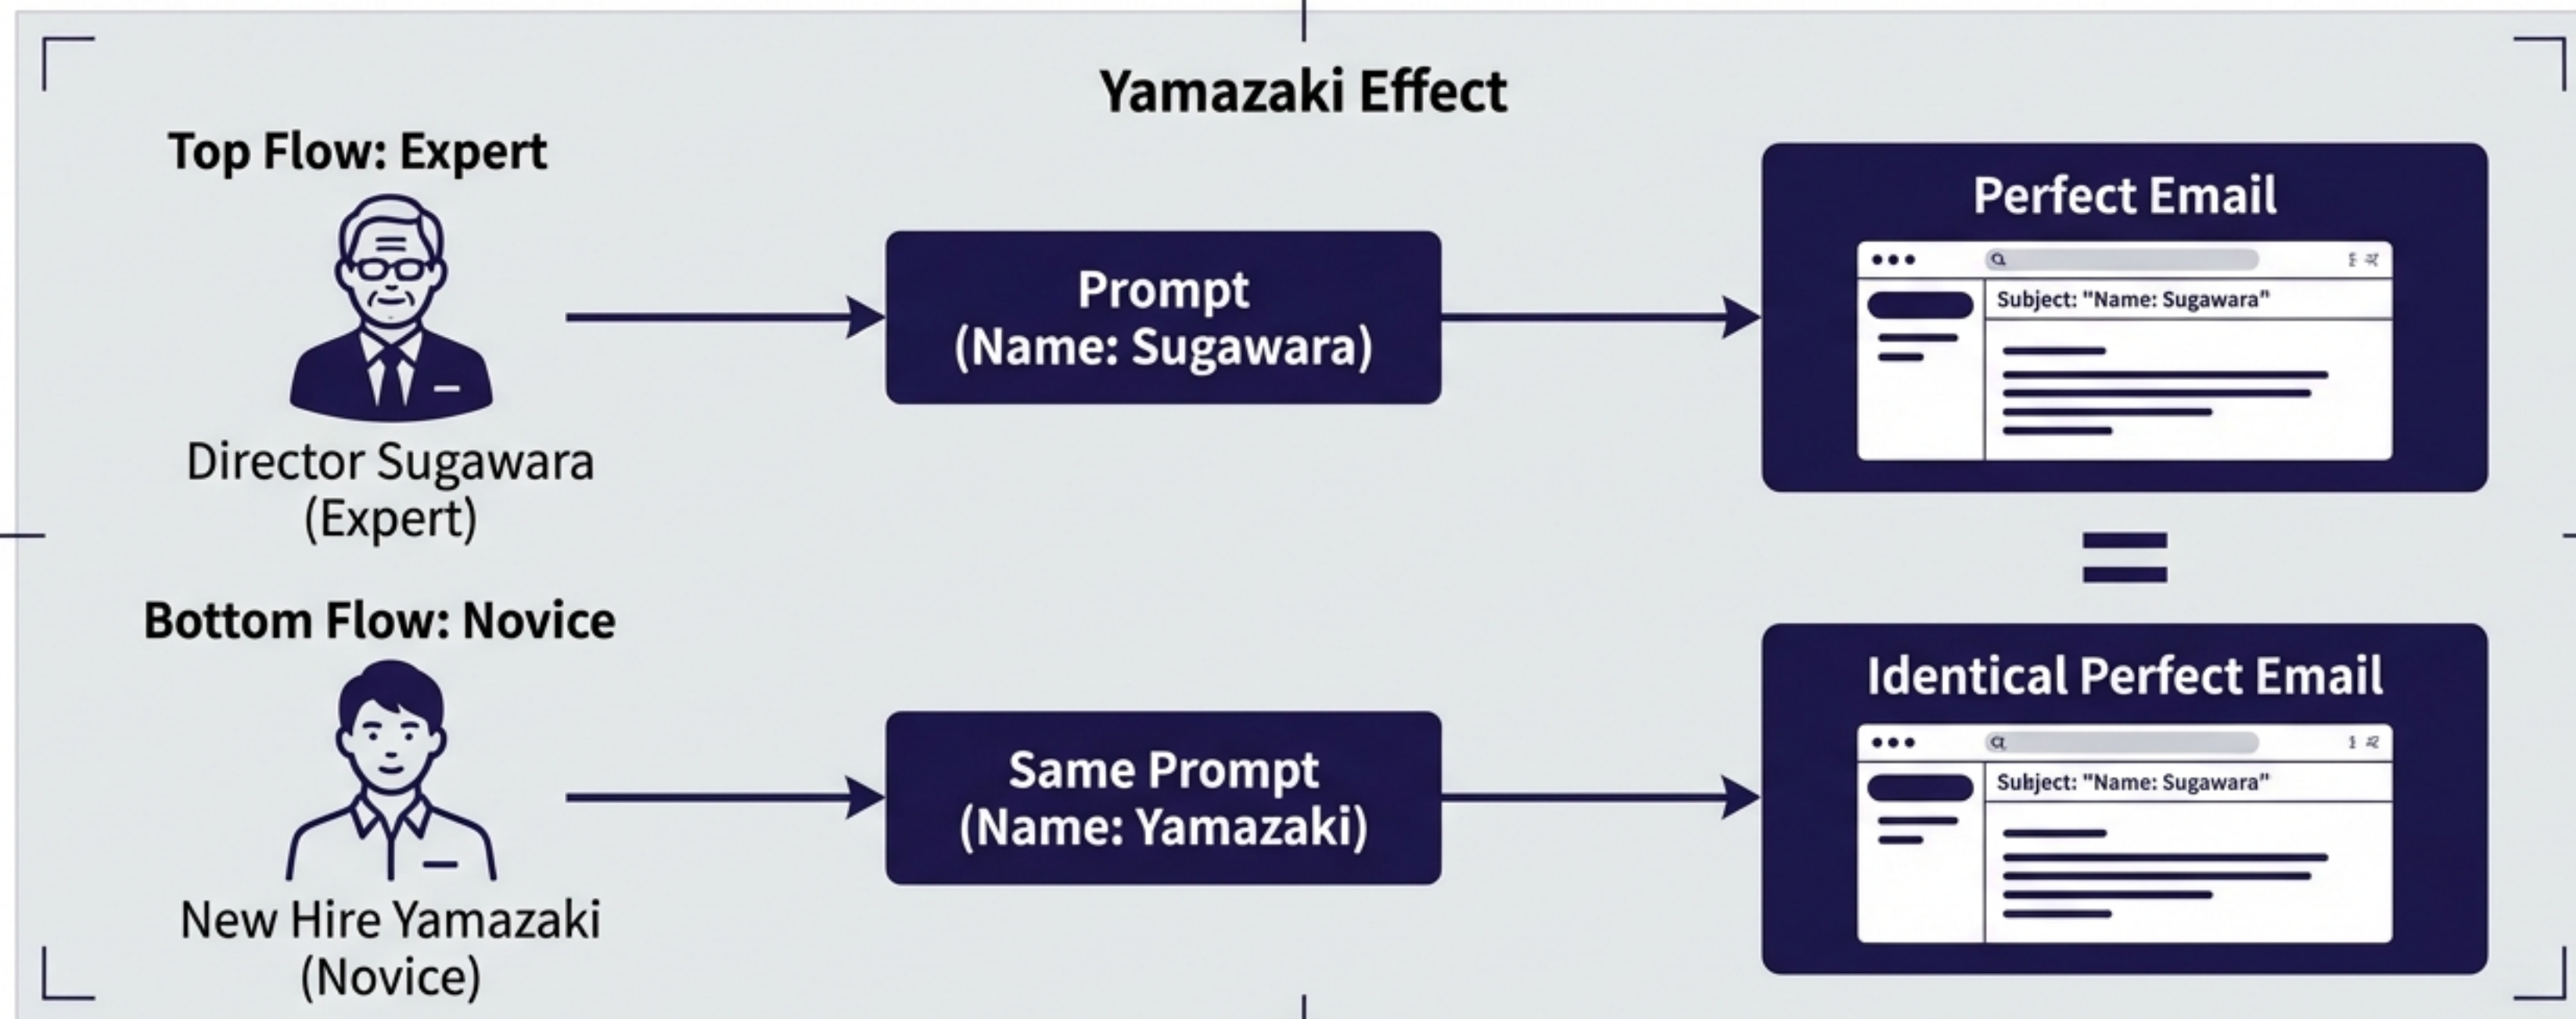 Yamazaki Effect
Top Flow: Expert
Director Sugawara
(Expert)
Prompt
(Name: Sugawara)
Perfect Email
Subject: "Name: Sugawara"
=
Bottom Flow: Novice
New Hire Yamazaki
(Novice)
Same Prompt
(Name: Yamazaki)
Identical Perfect Email
Subject: "Name: Sugawara"